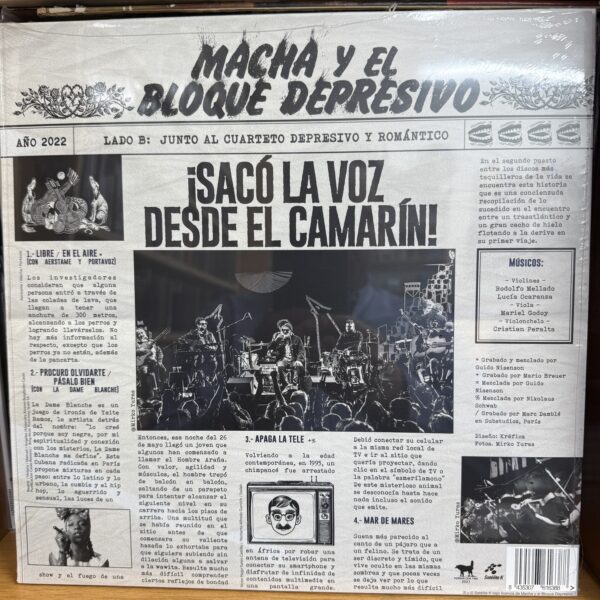 MACHA Y EL
BLOQUE DEPRESIVO
AÑO 2022
LADO B: JUNTO AL CUARTETO DEPRESIVO Y ROMÁNTICO
¡SACÓ LA VOZ
DESDE EL CAMARÍN!
1.- LIBRE / EN EL AIRE *
(CON AERSTAME Y PORTAVOZ)
Los investigadores
consideran que alguna
persona entró a través de
las coladas de lava, que
llegan a tener una
anchura de 300 metros,
alcanzando a los perros y
logrando llevárselos. No
hay más información al
respecto, excepto que los
perros ya no están, además
de la pancarta.
2.- PROCURO OLVIDARTE /
PÁSALO BIEN
(CON LA DAME BLANCHE)
La Dame Blanche es un
juego de ironía de Yaite
Ramos, la artista detrás
del nombre: "lo creé
porque soy negra, por mi
espiritualidad y conexión
con los misterios, La Dame
Blanche me define". Esta
Cubana radicada en París
propone mixturas en cada
paso: entre lo latino y lo
urbano, la cumbia y el hip
hop, lo aguerrido y
sensual, las luces de un
show y el fuego de una
@Mirko Turea
Entonces, ese noche del 26
de mayo llegó un joven que
algunos han comenzado a
llamar el Hombre Araña.
Con valor, agilidad y
músculos, el hombre trepó
de balcón en balcón,
saltando de un parapeto
para intentar alcanzar el
siguiente nivel en su
carrera hacia los pisos de
arriba. Una multitud que
se había reunido en el
sitio antes de que
comenzara su valiente
hazaña lo exhortaba para
que siguiera subiendo sin
dilación alguna a salvar
a la wawita. Resulta mucho
más difícil comprender
ciertos reflejos de bondad
3.- APAGA LA TELE
Volviendo a la edad
contemporánea, en 1995, un
chimpancé fue arrastado
en África por robar una
antena de televisión para
conectar su smartphone y
disfrutar de infinidad de
contenidos multimedia en
una pantalla grande.
Debió conectar su celular
a la misma red local de
TV e ir al sitio que
quería proyectar, dando
clic en el símbolo de TV o
la palabra "esmeriflamono"
de este misterioso animal
se desconocía hasta hace
nada incluso el sonido
que emite.
4.- MAR DE MARES
Suena más parecido al
canto de un pájaro que a
un felino. Se trata de un
ser discreto y tímido, que
vive oculto en las mismas
sombras y que pocas veces
se deja ver por lo que
resulta mucho más difícil
En el segundo puesto
entre los discos más
taquilleros de la vida se
encuentra esta historia
que es una concienzuda
recopilación de lo
sucedido en el encuentro
entre un trasatlántico y
un gran cacho de hielo
flotando a la deriva en
su primer viaje.
MÚSICOS:
- Violines -
Rodolfo Mellado
Lucía Ocaranza
- Viola -
Mariel Godoy
- Violonchelo -
Cristian Peralta
* Grabado y mezclado por
Guido Nisenson
+ Grabado por Mario Breuer
× Mezclada por Guido
Nisenson
Mezclada por Nikolaus
Schwab
/ Grabado por Marc Damblé
en Substudios, París
Diseño: Kráfica
Fotos: Mirko Turea
@Mirko Turea
Satélite K
8 435307